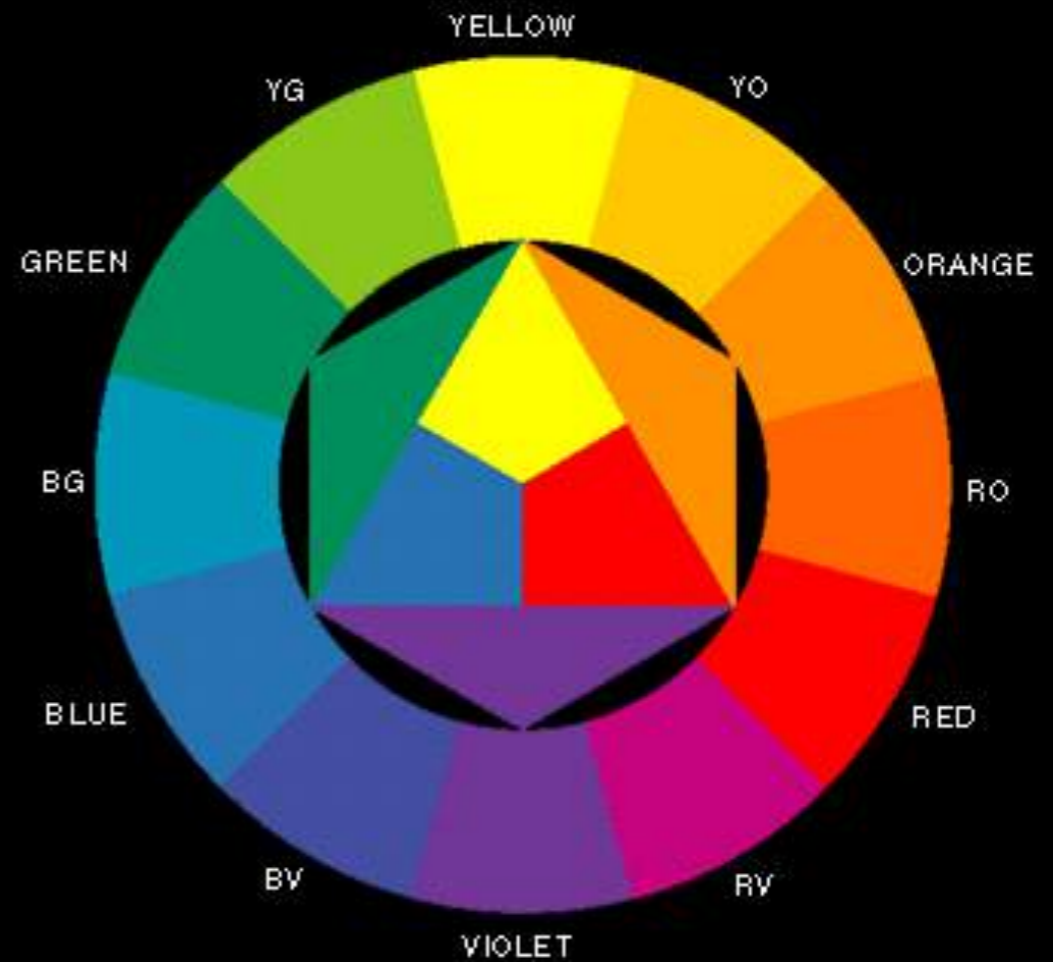 YELLOW
YG
YO
GREEN
ORANGE
BG
RO
BLUE
RED
BV
RV
VIOLET